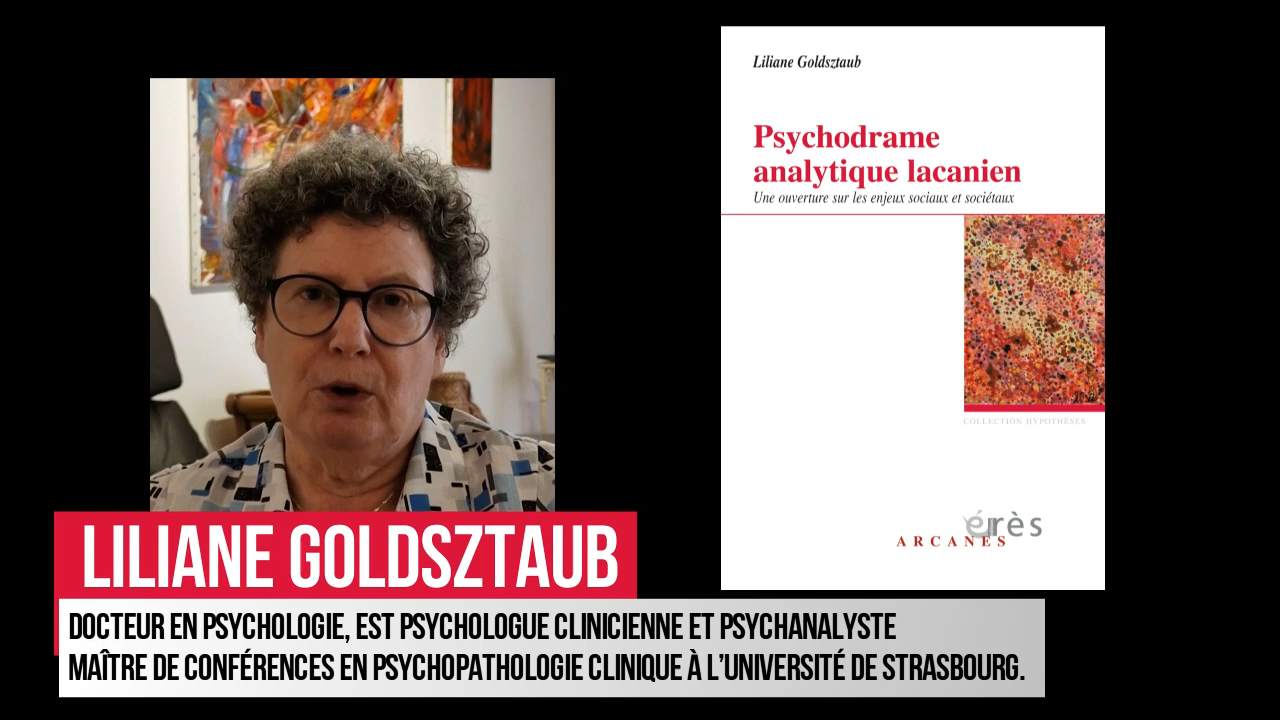 Liliane Goldsztaub
Psychodrame
analytique lacanien
Une ouverture sur les enjeux sociaux et sociétaux
COLLECTION HYPOTHÈSES
érès
ARCANES
LILIANE GOLDSZTAUB
DOCTEUR EN PSYCHOLOGIE, EST PSYCHOLOGUE CLINICIENNE ET PSYCHANALYSTE
MAÎTRE DE CONFÉRENCES EN PSYCHOPATHOLOGIE CLINIQUE À L'UNIVERSITÉ DE STRASBOURG.